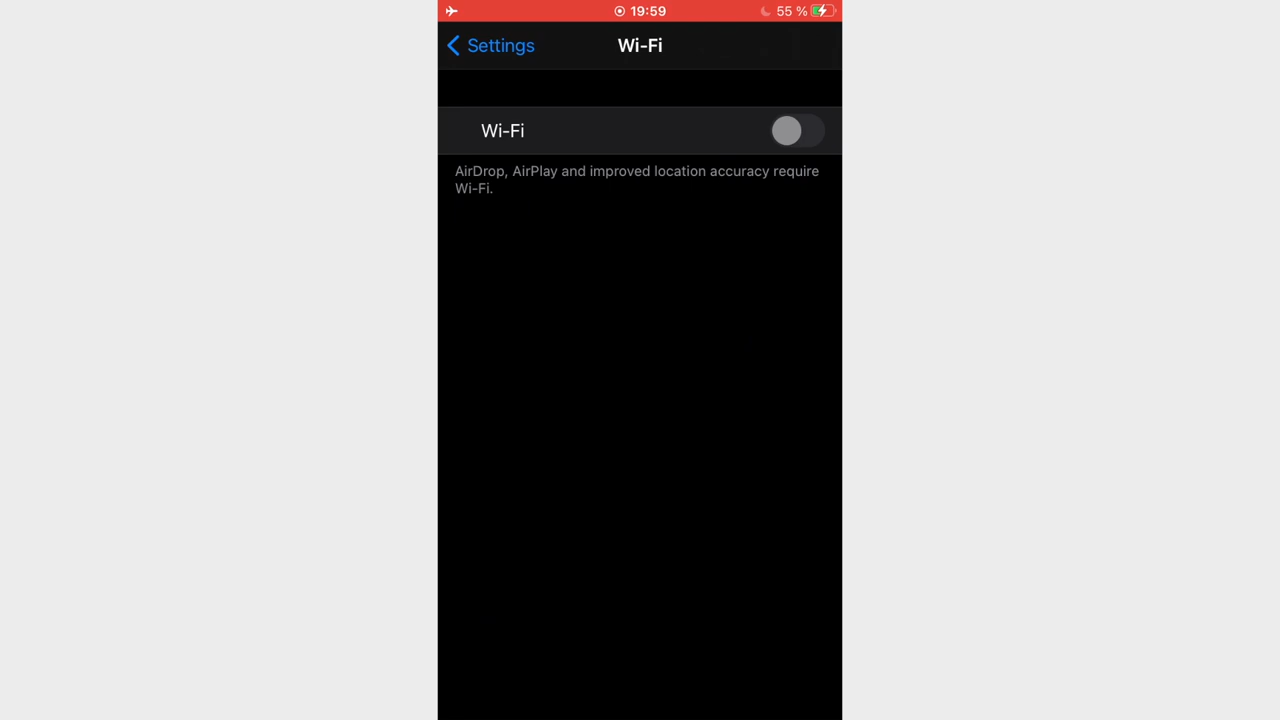 19:59 55 %
Settings Wi-Fi
Wi-Fi
AirDrop, AirPlay and improved location accuracy require
Wi-Fi.